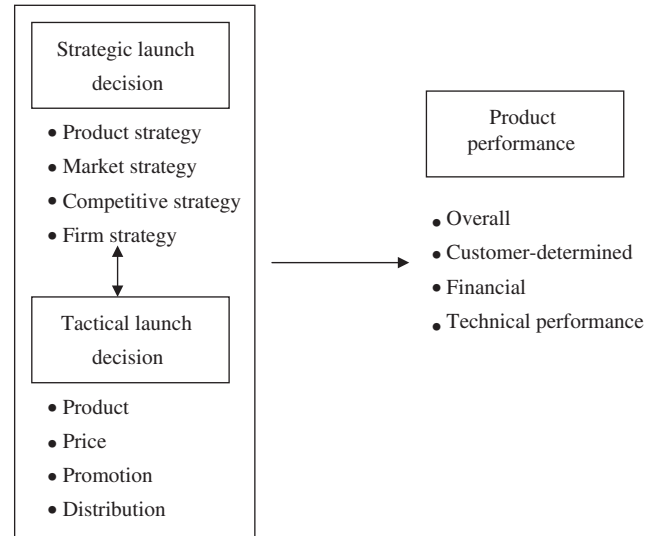 Strategic launch
decision
• Product strategy
• Market strategy
• Competitive strategy
• Firm strategy
Tactical launch
decision
• Product
• Price
• Promotion
• Distribution
Product
performance
• Overall
• Customer-determined
• Financial
• Technical performance